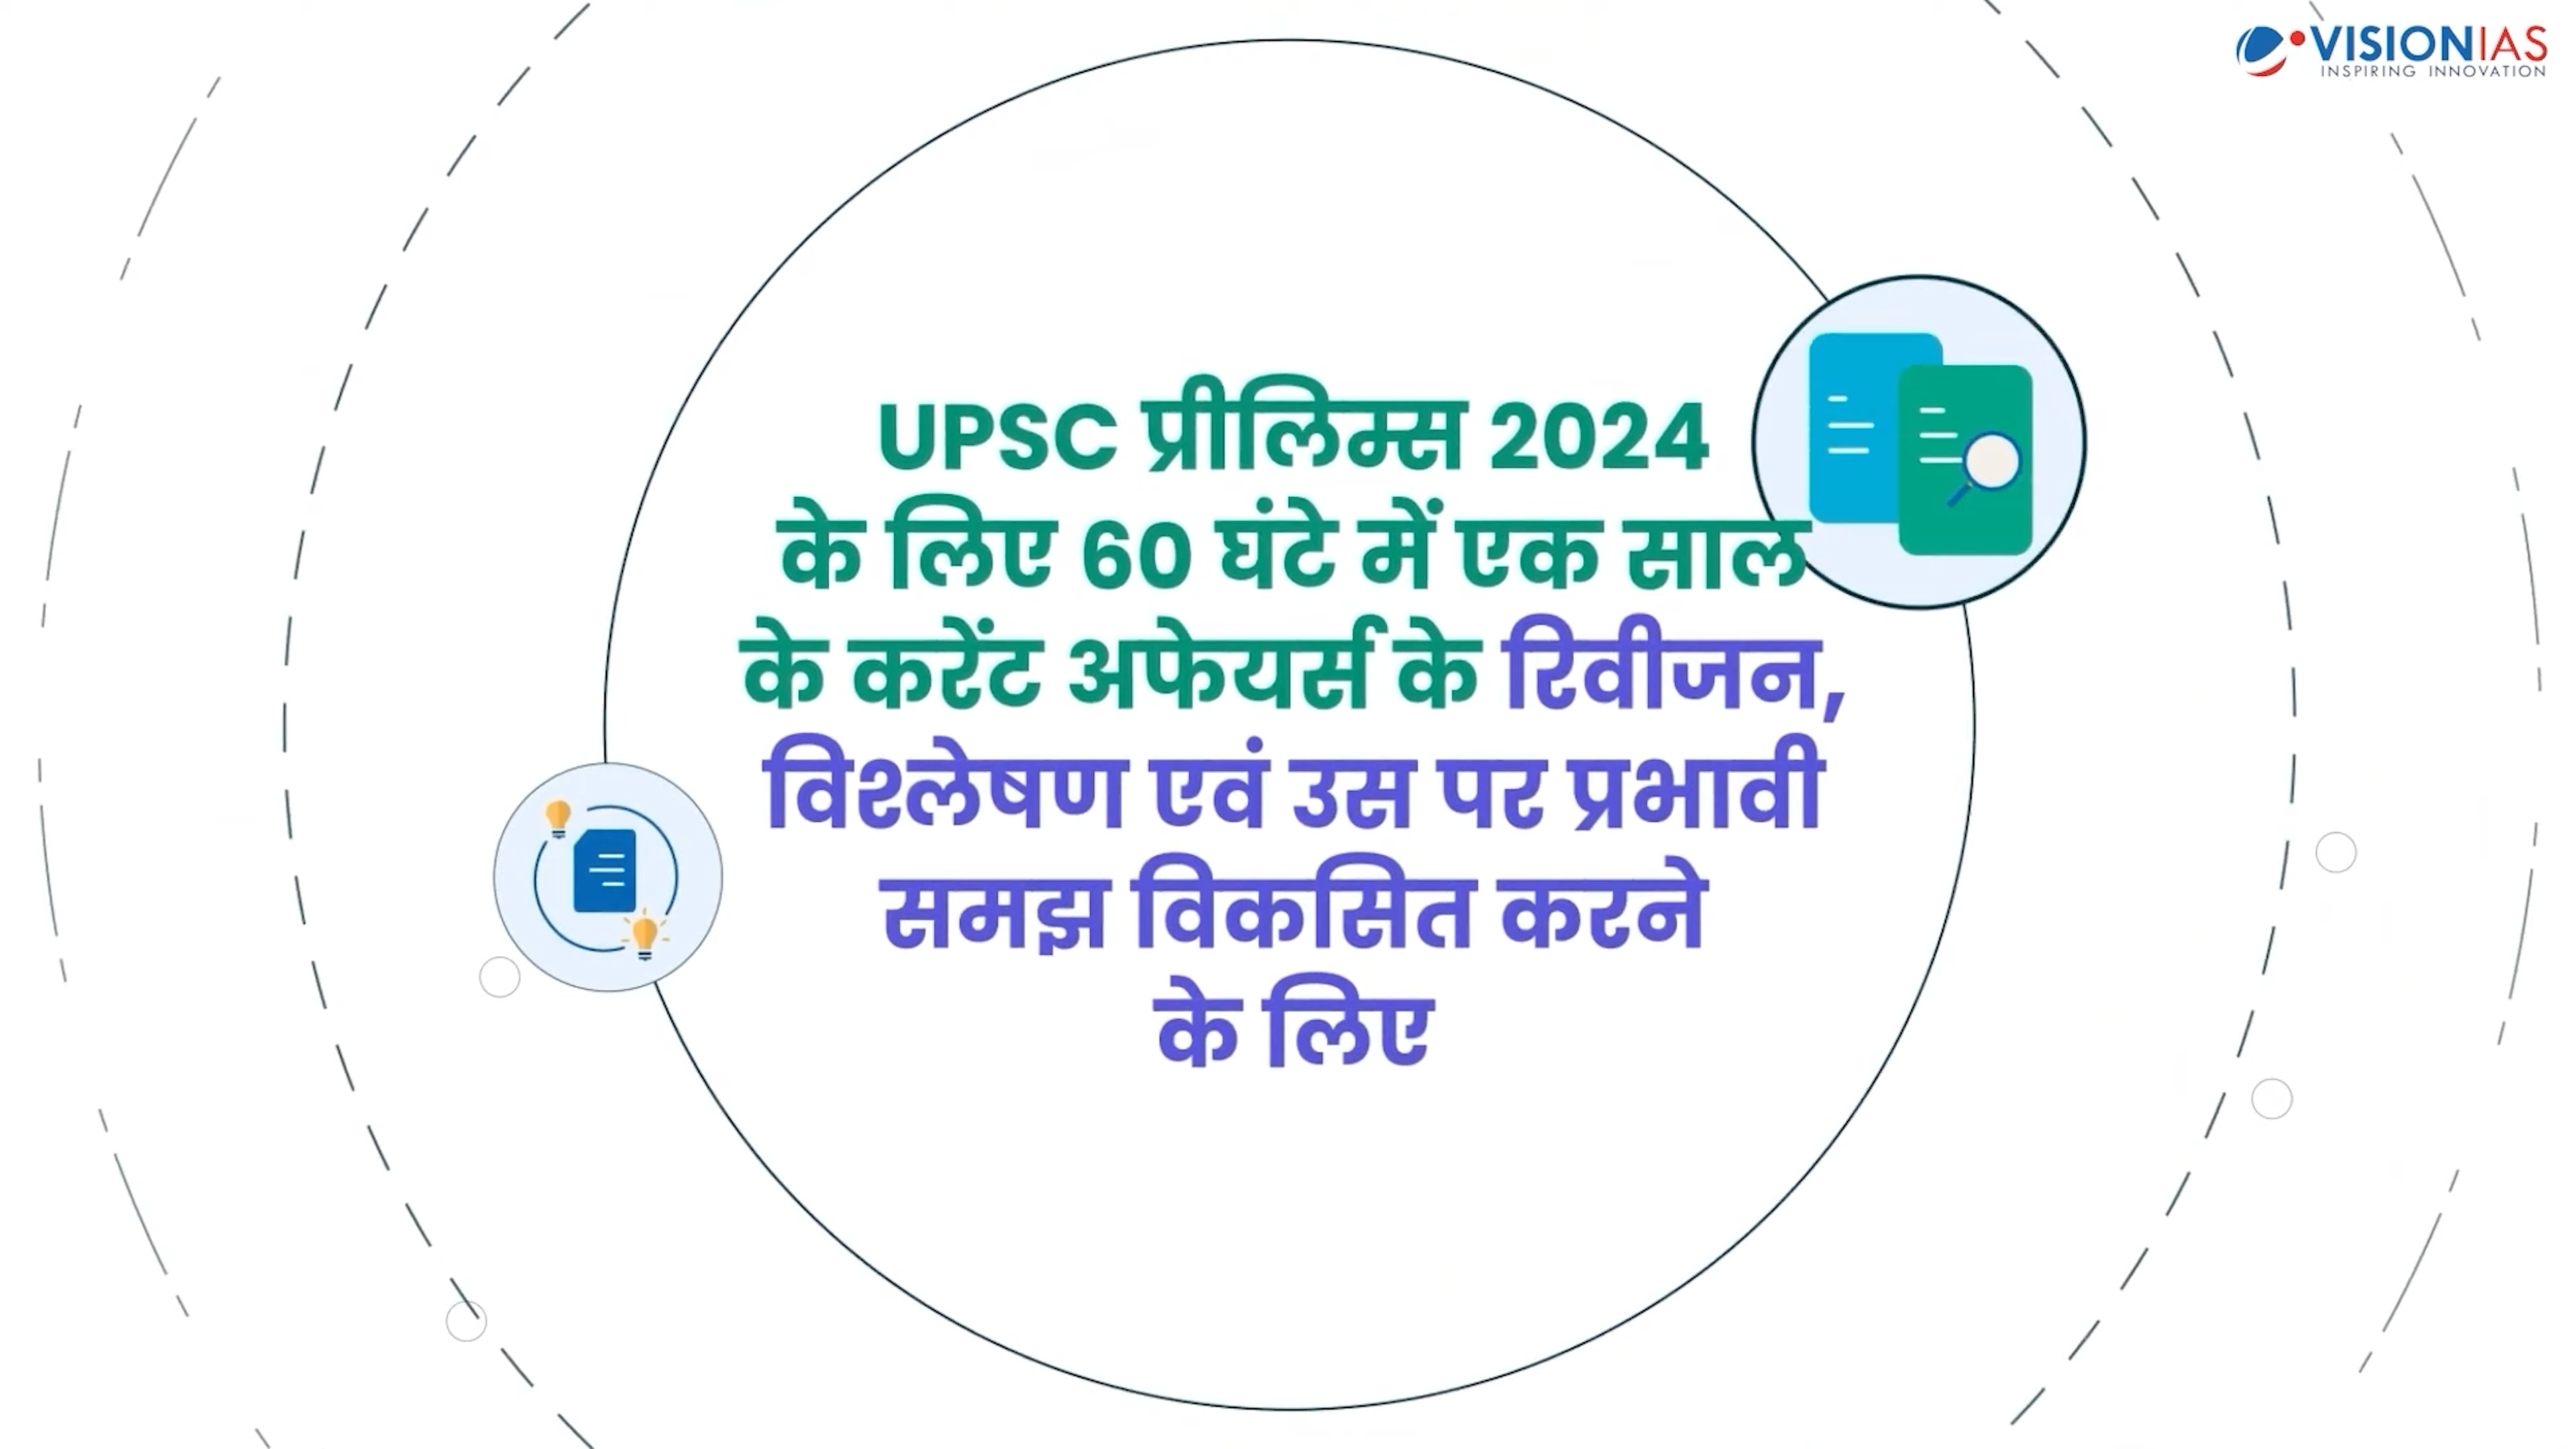 VISIONIAS
INSPIRING INNOVATION
UPSC प्रीलिम्स 2024
के लिए 60 घंटे में एक साल
के करेंट अफेयर्स के रिवीजन,
विश्लेषण एवं उस पर प्रभावी
समझ विकसित करने
के लिए